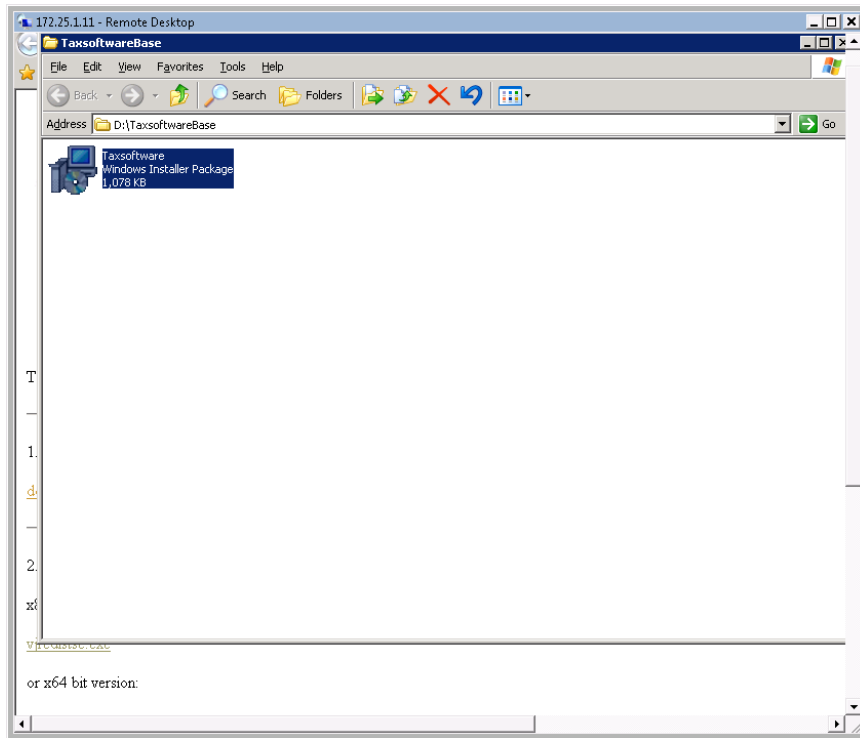 172.25.1.11 - Remote Desktop
TaxsoftwareBase
File Edit View Favorites Tools Help
Back Search Folders
Address D:\TaxsoftwareBase Go
Taxsoftware
Windows Installer Package
1,078 KB
T
1.
2.
or x64 bit version: